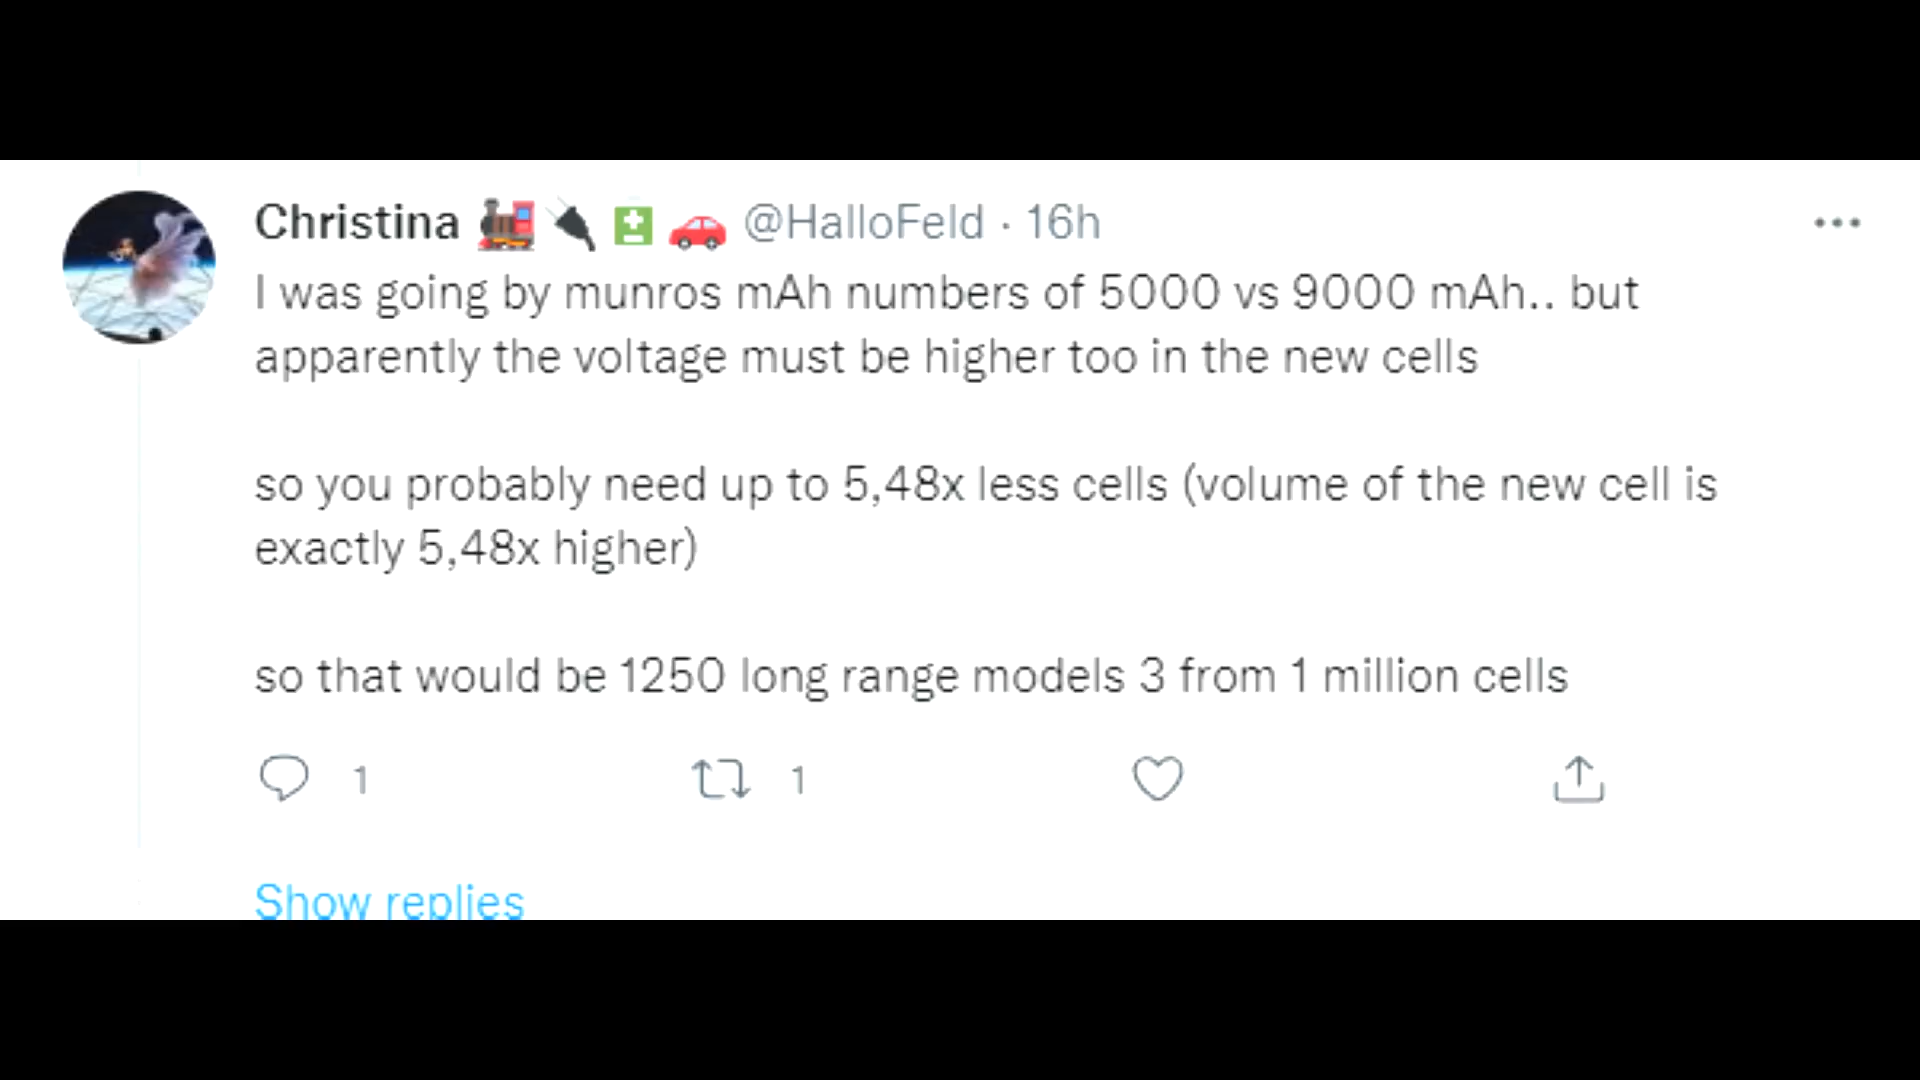 Christina 🚂🔌🔋🚗 @HalloFeld · 16h
I was going by munros mAh numbers of 5000 vs 9000 mAh.. but
apparently the voltage must be higher too in the new cells
so you probably need up to 5,48x less cells (volume of the new cell is
exactly 5,48x higher)
so that would be 1250 long range models 3 from 1 million cells
1 1
Show replies